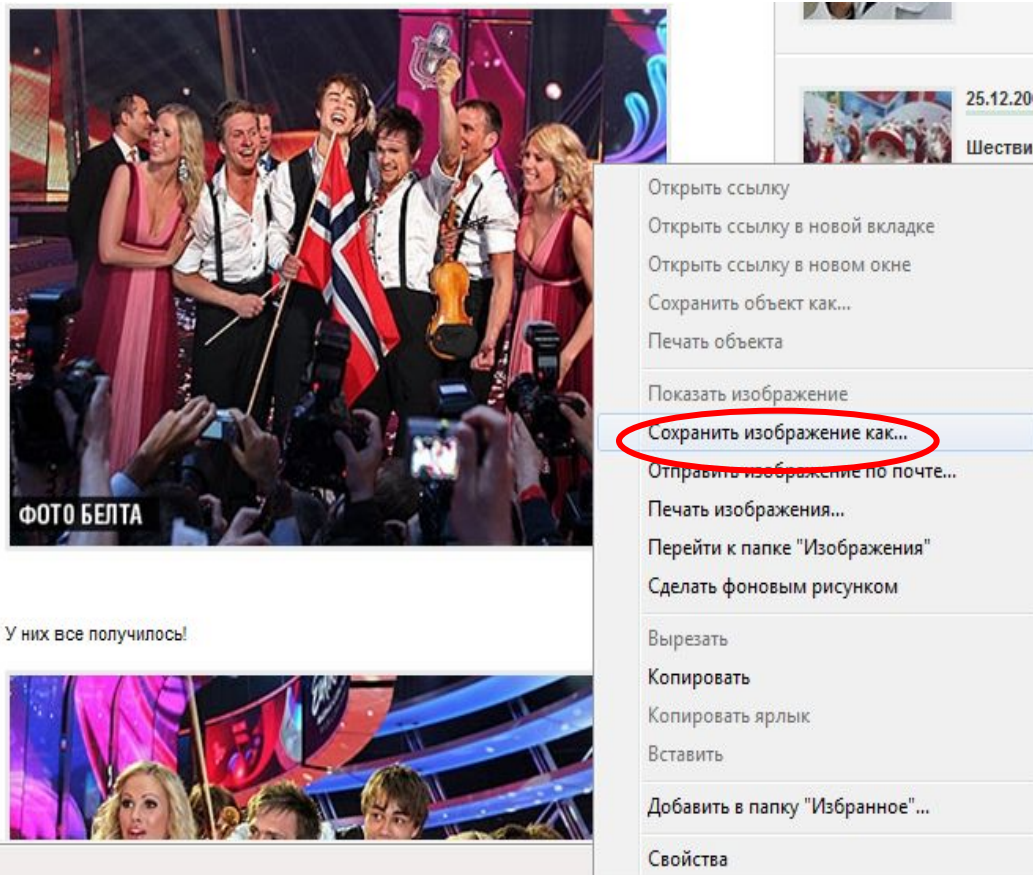 25.12.20
Шестви
Открыть ссылку
Открыть ссылку в новой вкладке
Открыть ссылку в новом окне
Сохранить объект как...
Печать объекта
Показать изображение
Сохранить изображение как...
Отправить изображение по почте...
Печать изображения...
Перейти к папке "Изображения"
Сделать фоновым рисунком
Вырезать
Копировать
Копировать ярлык
Вставить
Добавить в папку "Избранное"...
Свойства
ФОТО БЕЛТА
У них все получилось!